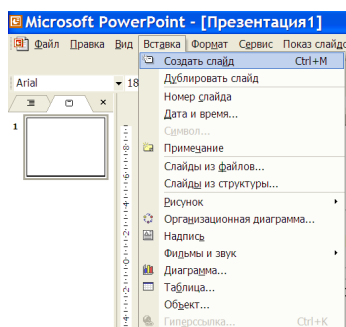 Microsoft PowerPoint - [Презентация1]
Файл Правка Вид Вставка Формат Сервис Показ слайдо
Arial 18
1
Создать слайд Ctrl+M
Дублировать слайд
Номер слайда
Дата и время...
Символ...
Примечание
Слайды из файлов...
Слайды из структуры...
Рисунок
Организационная диаграмма...
Надпись
Фильмы и звук
Диаграмма...
Таблица...
Объект...
Гиперссылка... Ctrl+K